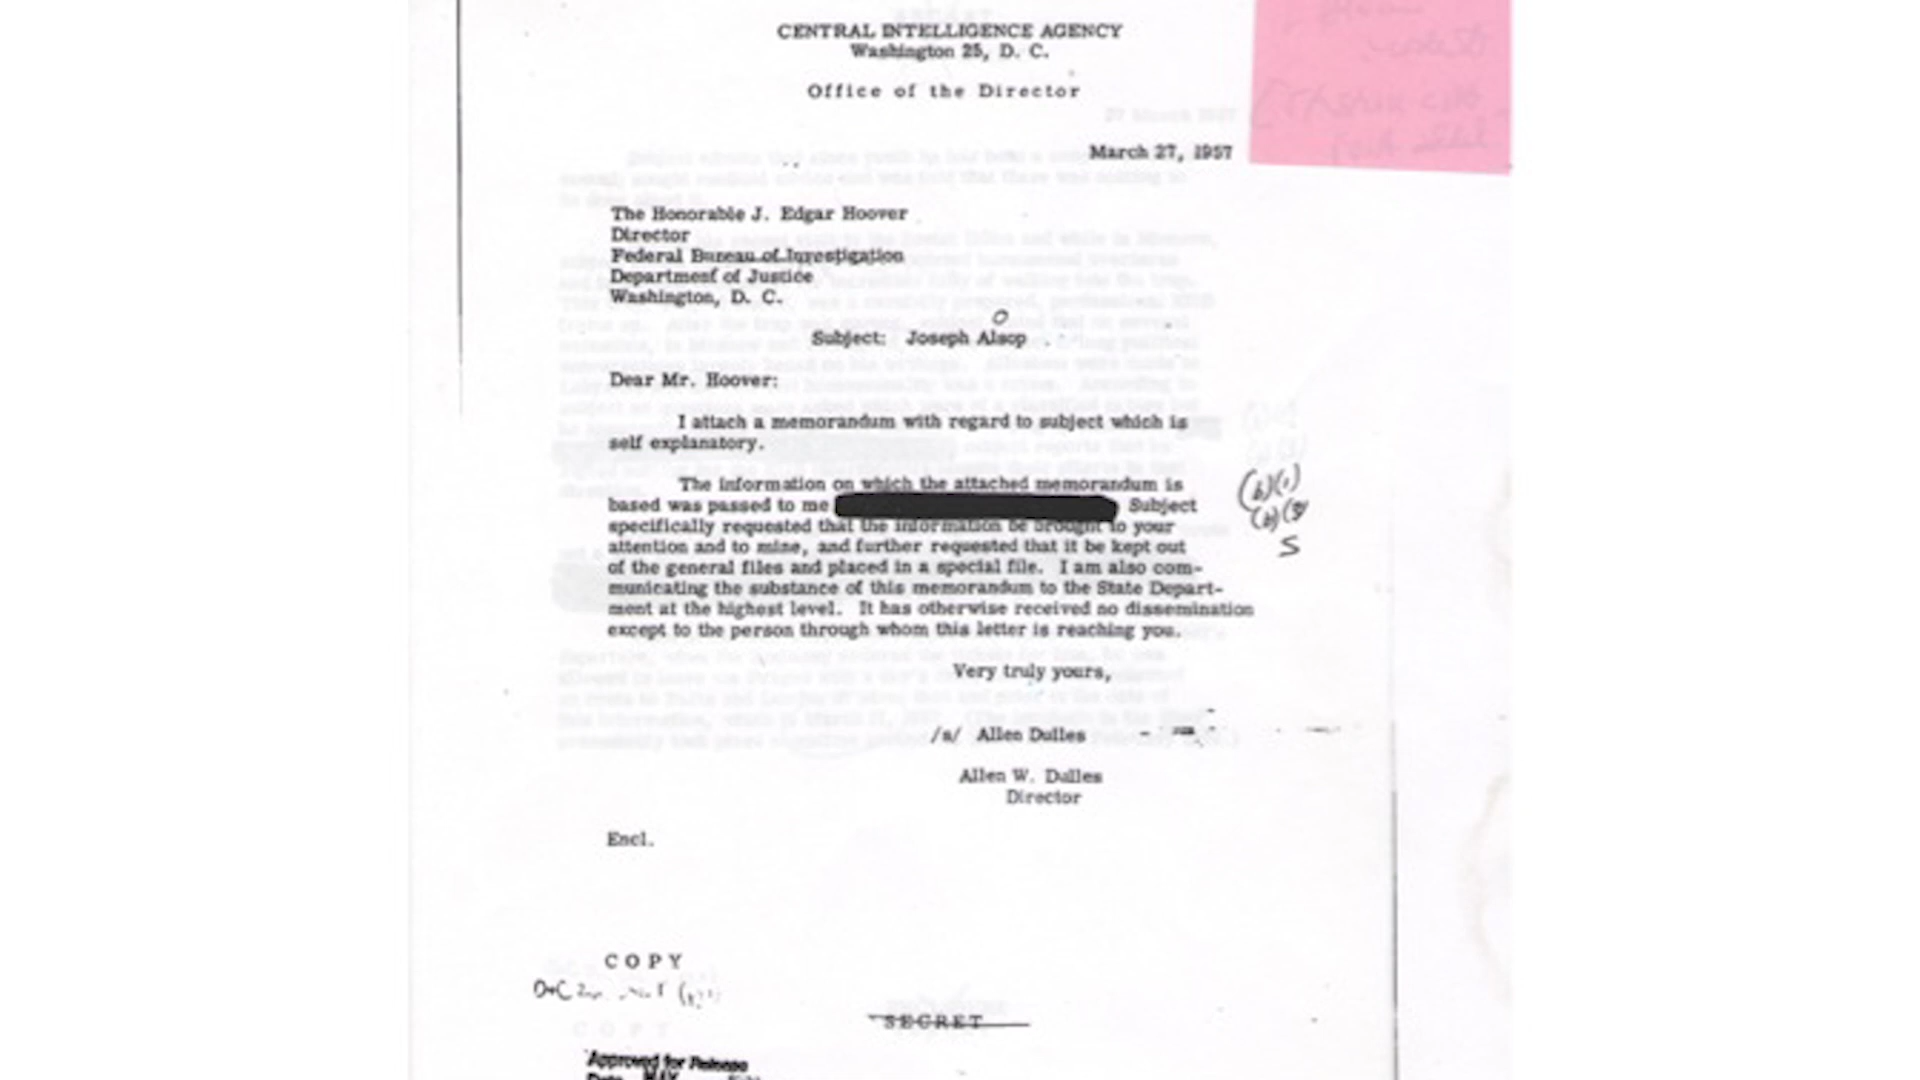 CENTRAL INTELLIGENCE AGENCY
Washington 25, D. C.
Office of the Director
March 27, 1957
The Honorable J. Edgar Hoover
Director
Federal Bureau of Investigation
Department of Justice
Washington, D. C.
Subject: Joseph Alsop
Dear Mr. Hoover:
I attach a memorandum with regard to subject which is
self explanatory.
The information on which the attached memorandum is
based was passed to me Subject
specifically requested that the information be brought to your
attention and to mine, and further requested that it be kept out
of the general files and placed in a special file. I am also com-
municating the substance of this memorandum to the State Depart-
ment at the highest level. It has otherwise received no dissemination
except to the person through whom this letter is reaching you.
(b)(1)
(b)(3)
S
Very truly yours,
/s/ Allen Dulles
Allen W. Dulles
Director
Encl.
COPY
SECRET
Approved for Release
Date MAY